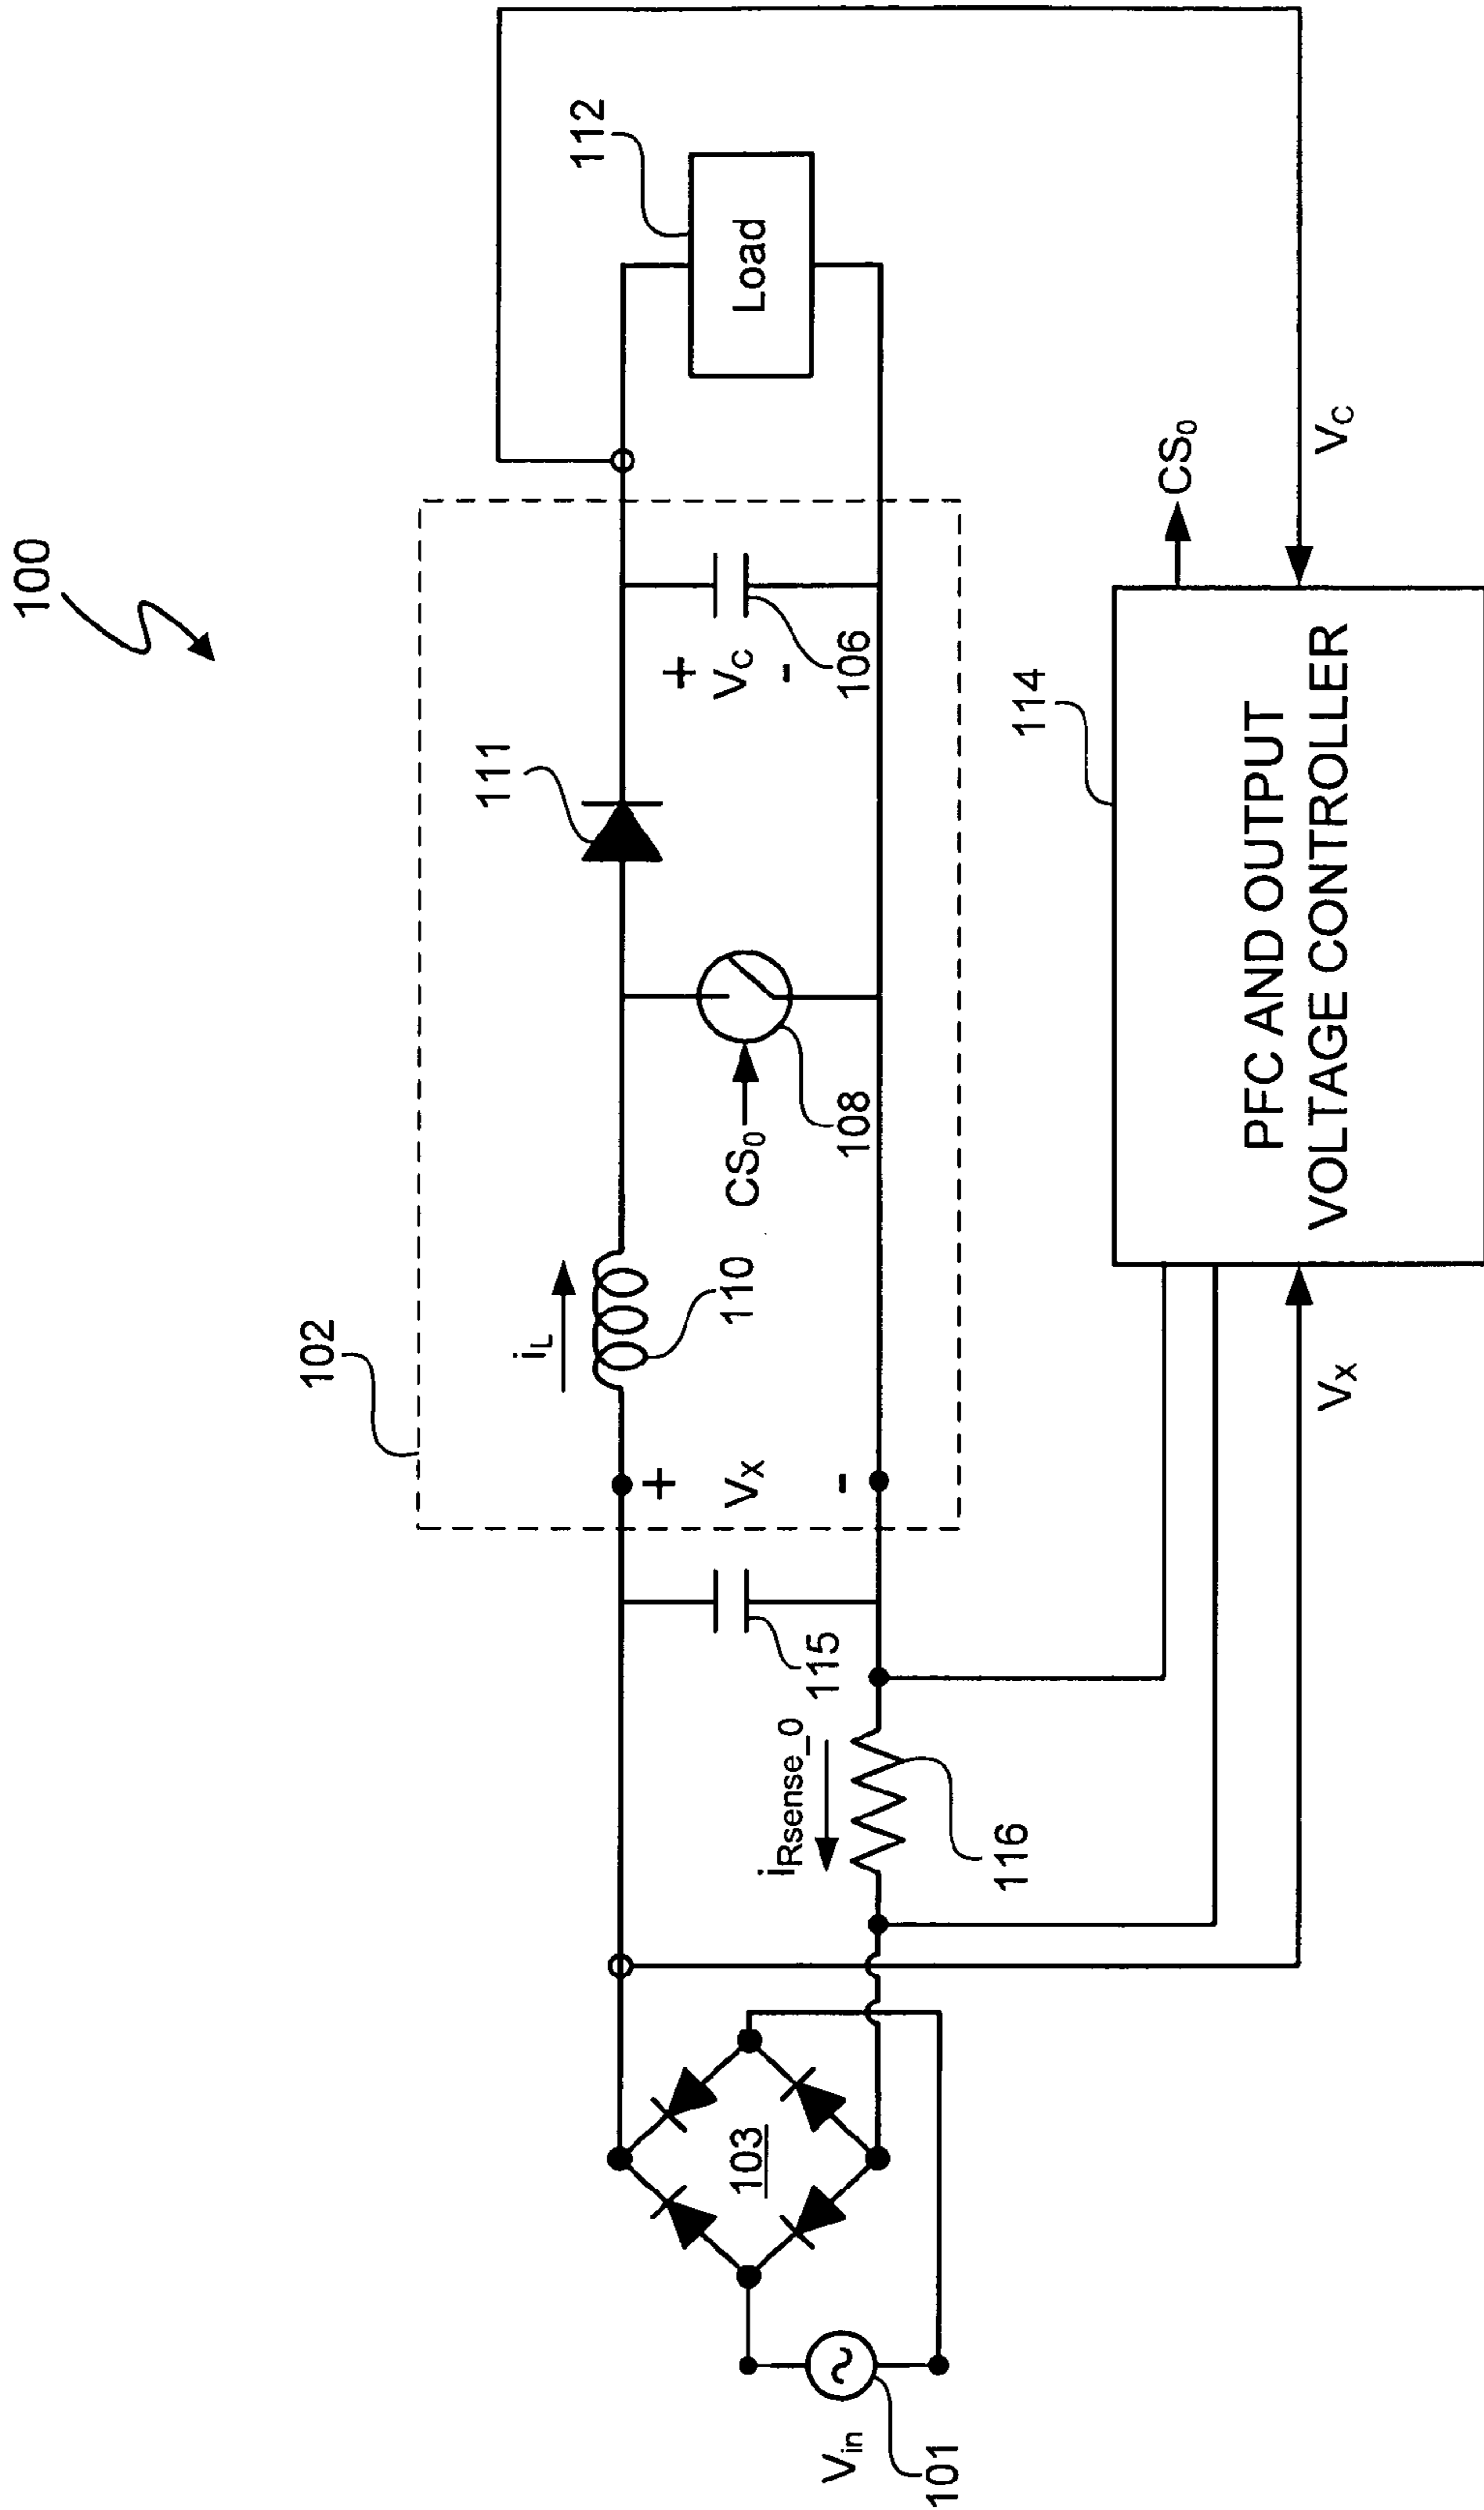 100
102
111
112
iL
110
CS0
108
+
VC
-
106
Load
+
VX
-
115
iRsense_0
116
103
Vin
101
114
PFC AND OUTPUT
VOLTAGE CONTROLLER
CS0
VC
VX